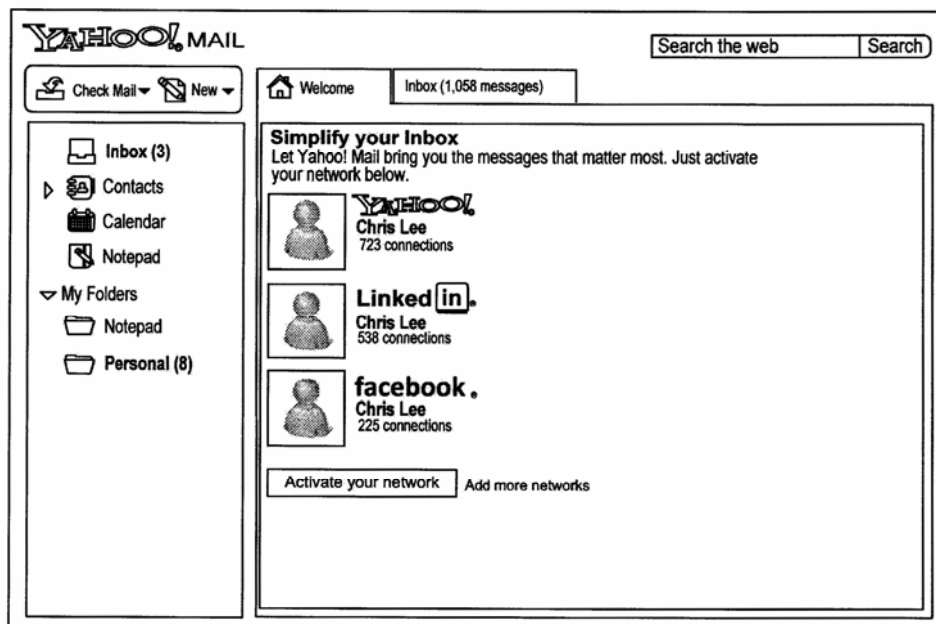 YAHOO! MAIL
Search the web Search
Check Mail New
Welcome
Inbox (1,058 messages)
Inbox (3)
Contacts
Calendar
Notepad
My Folders
Notepad
Personal (8)
Simplify your Inbox
Let Yahoo! Mail bring you the messages that matter most. Just activate
your network below.
YAHOO!
Chris Lee
723 connections
Linked in
Chris Lee
538 connections
facebook
Chris Lee
225 connections
Activate your network Add more networks